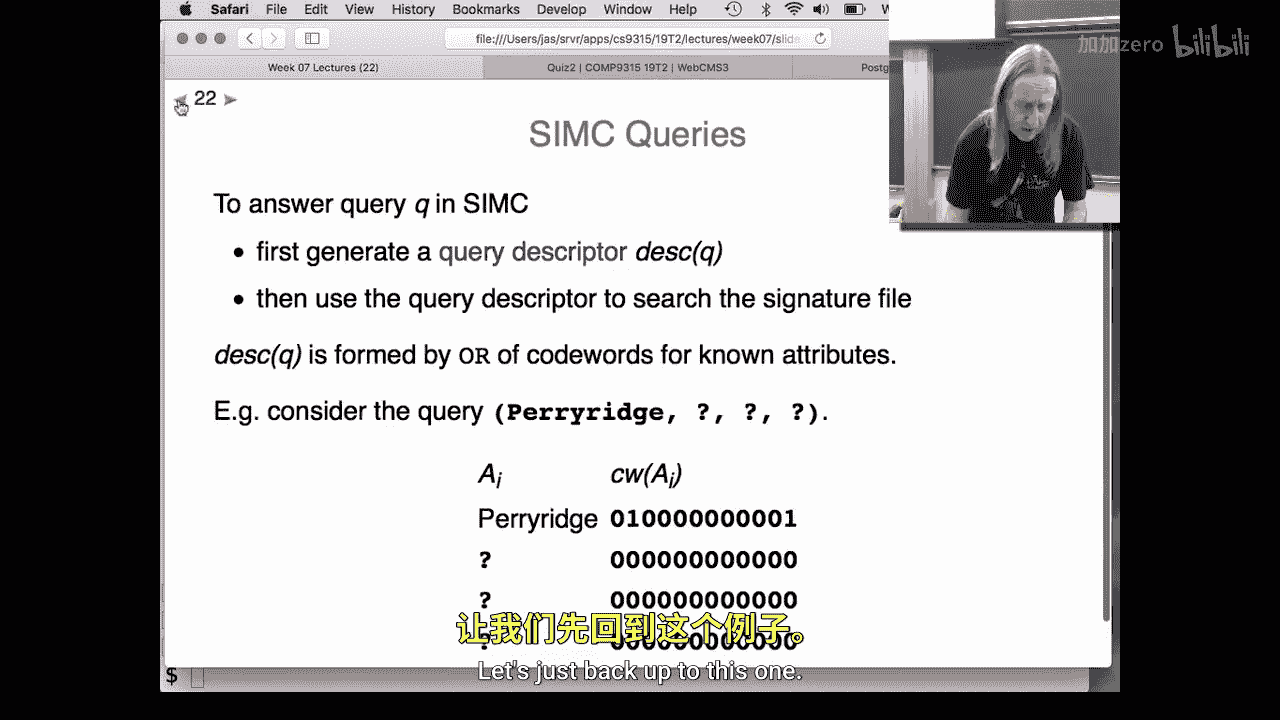 Safari File Edit View History Bookmarks Develop Window Help
file:///Users/jas/srvr/apps/cs9315/19T2/lectures/week07/slid
Week 07 Lectures (22)
Quiz2 | COMP9315 19T2 | WebCMS3
Postg
加加zero bilibili
22
SIMC Queries
To answer query q in SIMC
• first generate a query descriptor desc(q)
• then use the query descriptor to search the signature file
desc(q) is formed by OR of codewords for known attributes.
E.g. consider the query (Perryridge, ?, ?, ?).
Ai cw(Ai)
Perryridge 010000000001
? 000000000000
? 000000000000
让我们先回到这个例子。
Let's just back up to this one.
$